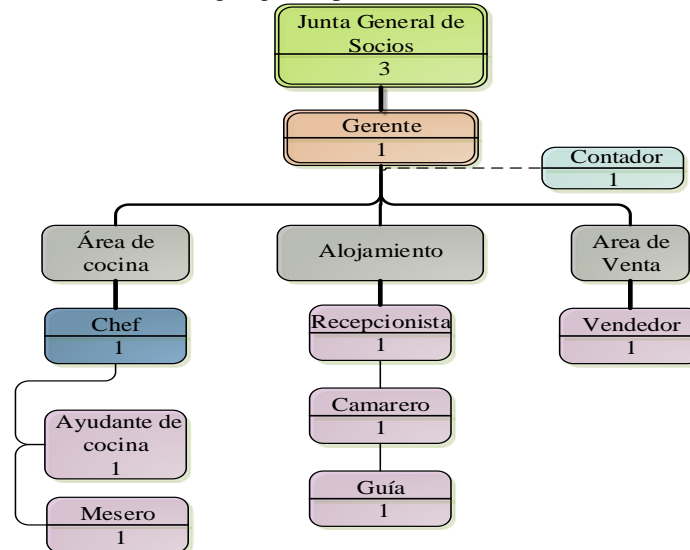 Junta General de
Socios
3
Gerente
1
Contador
1
Área de
cocina
Alojamiento
Area de
Venta
Chef
1
Recepcionista
1
Vendedor
1
Ayudante de
cocina
1
Camarero
1
Mesero
1
Guía
1